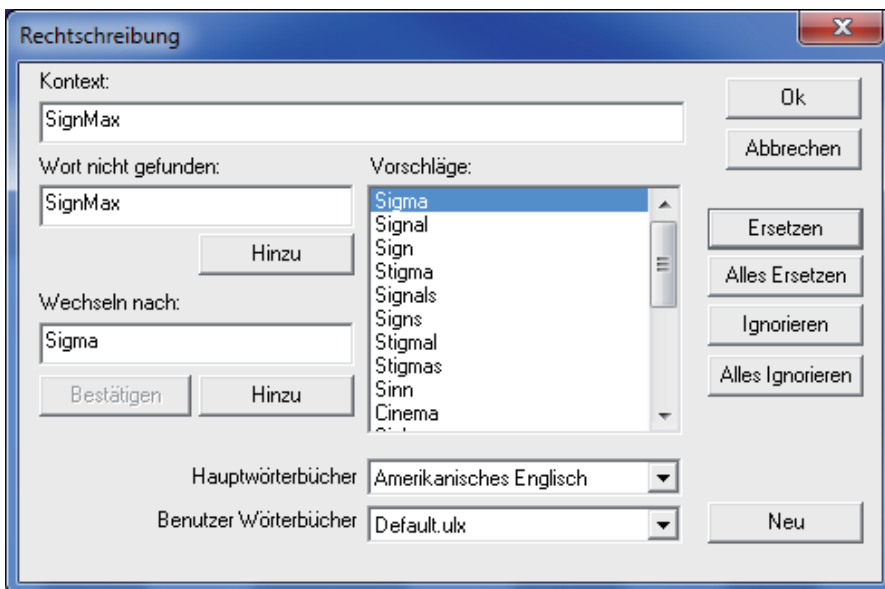 Rechtschreibung
Kontext:
SignMax
Ok
Abbrechen
Wort nicht gefunden:
SignMax
Hinzu
Vorschläge:
Sigma
Signal
Sign
Stigma
Signals
Signs
Stigmal
Stigmas
Sinn
Cinema
Ersetzen
Alles Ersetzen
Ignorieren
Alles Ignorieren
Wechseln nach:
Sigma
Bestätigen
Hinzu
Hauptwörterbücher
Amerikanisches Englisch
Benutzer Wörterbücher
Default.ulx
Neu